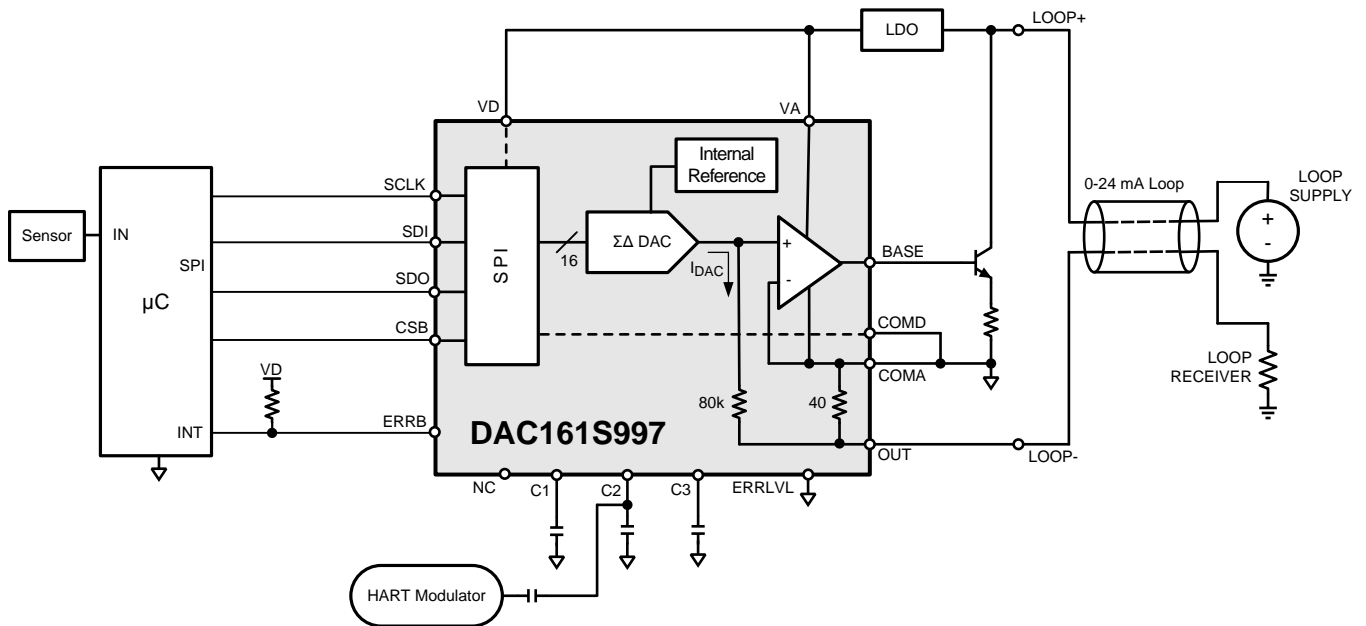 LDO
LOOP+
VD
VA
Internal
Reference
SCLK
0-24 mA Loop
LOOP
SUPPLY
Sensor
IN
SDI
SPI
SPI
16
ΣΔ DAC
IDAC
+
-
BASE
+
-
µC
SDO
CSB
COMD
COMA
VD
80k
40
LOOP
RECEIVER
INT
ERRB
DAC161S997
OUT
LOOP-
NC
C1
C2
C3
ERRLVL
HART Modulator